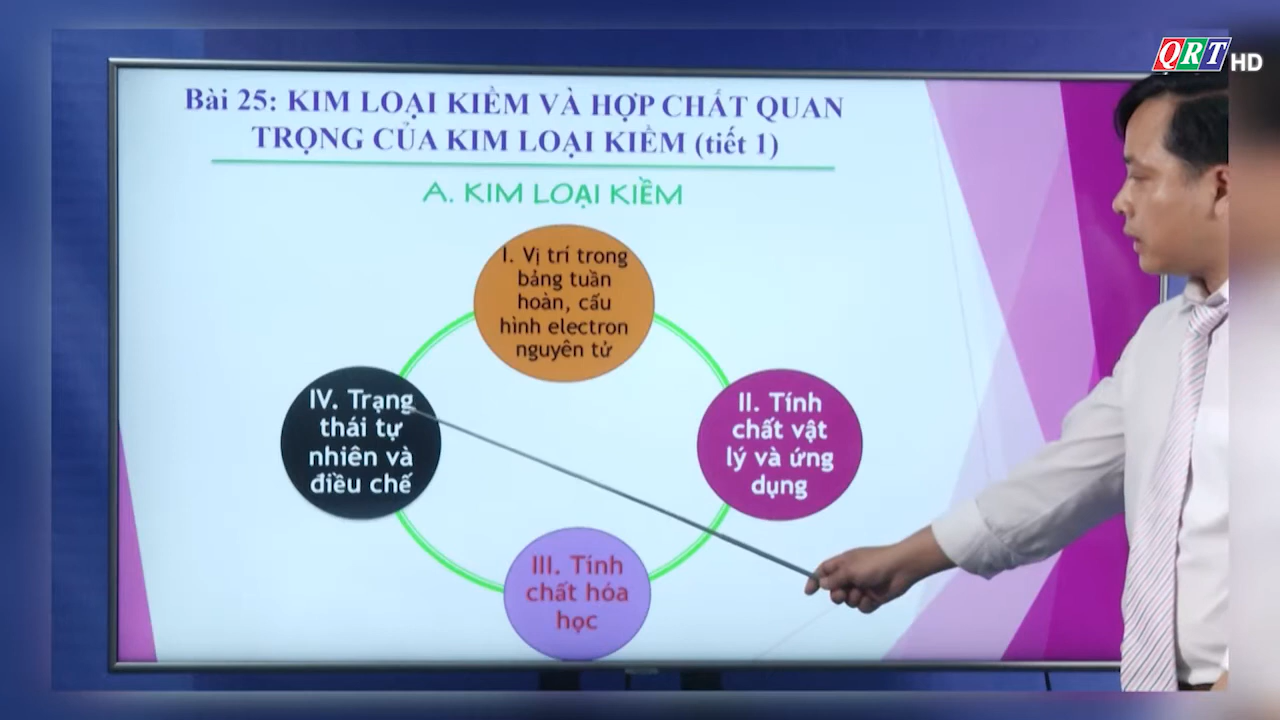 QRT HD
Bài 25: KIM LOẠI KIỀM VÀ HỢP CHẤT QUAN
TRỌNG CỦA KIM LOẠI KIỀM (tiết 1)
A. KIM LOẠI KIỀM
I. Vị trí trong
bảng tuần
hoàn, cấu
hình electron
nguyên tử
IV. Trạng
thái tự
nhiên và
điều chế
II. Tính
chất vật
lý và ứng
dụng
III. Tính
chất hóa
học